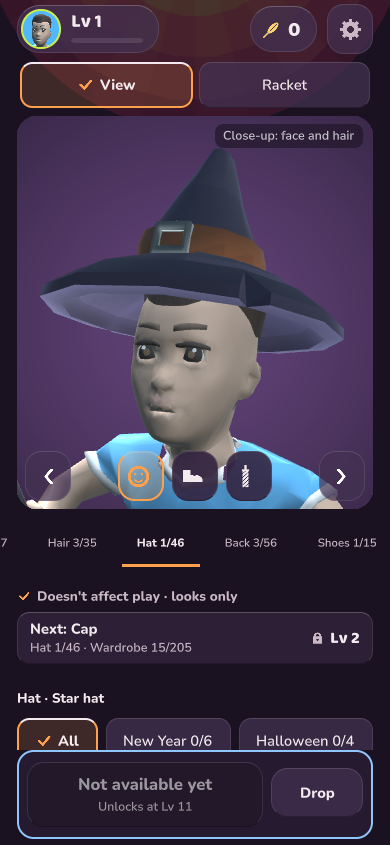 Lv 1
0
View
Racket
Close-up: face and hair
7
Hair 3/35
Hat 1/46
Back 3/56
Shoes 1/15
Doesn't affect play · looks only
Next: Cap
Hat 1/46 · Wardrobe 15/205
Lv 2
Hat · Star hat
All
New Year 0/6
Halloween 0/4
Not available yet
Unlocks at Lv 11
Drop